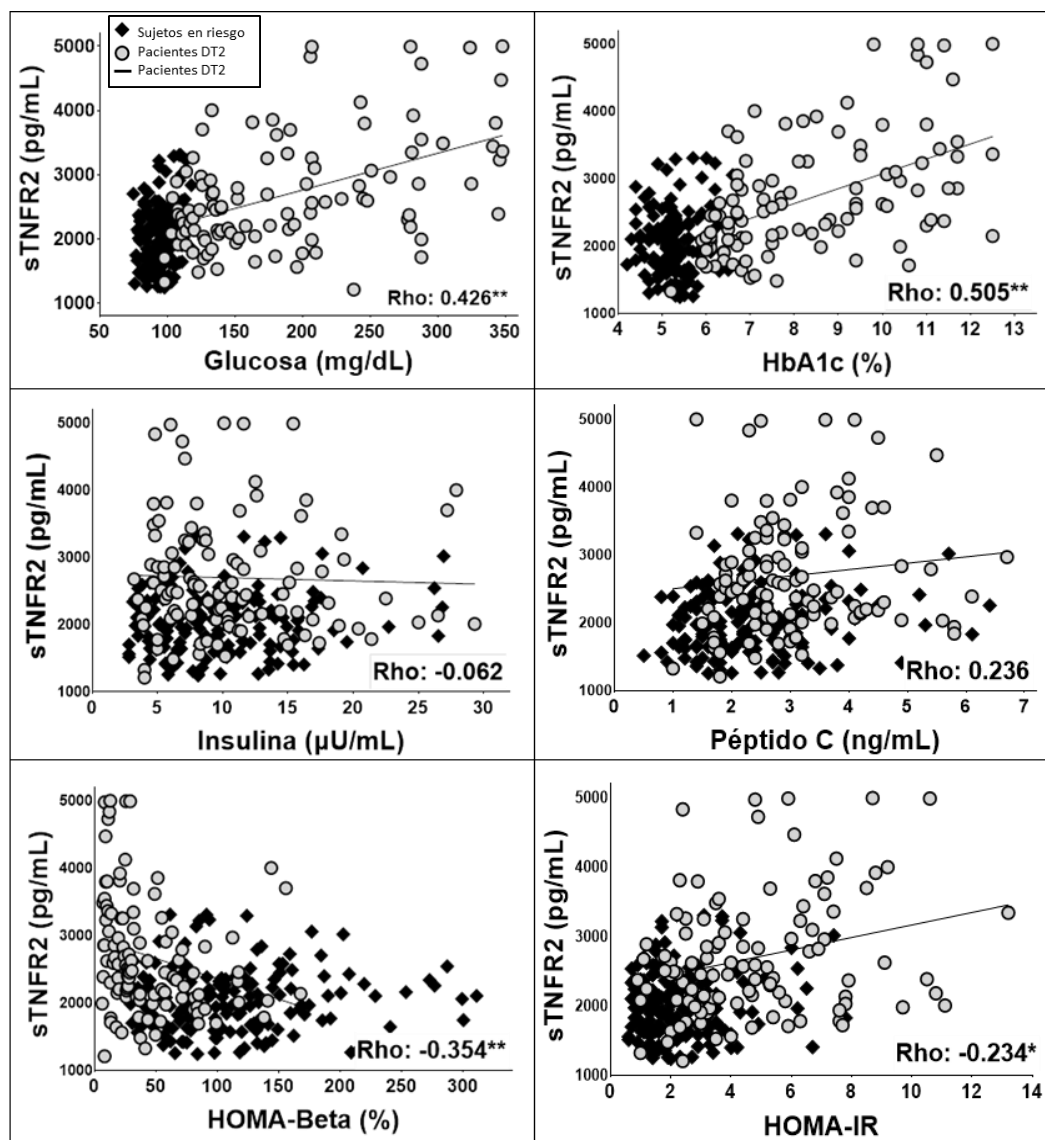 Sujetos en riesgo
Pacientes DT2
Pacientes DT2
sTNFR2 (pg/mL)
5000
4000
3000
2000
1000
50 100 150 200 250 300 350
Glucosa (mg/dL)
Rho: 0.426**
sTNFR2 (pg/mL)
5000
4000
3000
2000
1000
4 5 6 7 8 9 10 11 12 13
HbA1c (%)
Rho: 0.505**
sTNFR2 (pg/mL)
5000
4000
3000
2000
1000
0 5 10 15 20 25 30
Insulina (µU/mL)
Rho: -0.062
sTNFR2 (pg/mL)
5000
4000
3000
2000
1000
0 1 2 3 4 5 6 7
Péptido C (ng/mL)
Rho: 0.236
sTNFR2 (pg/mL)
5000
4000
3000
2000
1000
0 50 100 150 200 250 300
HOMA-Beta (%)
Rho: -0.354**
sTNFR2 (pg/mL)
5000
4000
3000
2000
1000
0 2 4 6 8 10 12 14
HOMA-IR
Rho: -0.234*